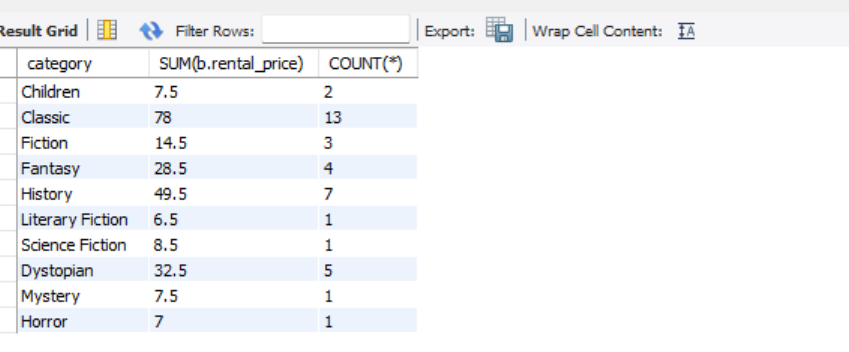 Result Grid Filter Rows: Export: Wrap Cell Content: IA
category SUM(b.rental_price) COUNT(*)
Children 7.5 2
Classic 78 13
Fiction 14.5 3
Fantasy 28.5 4
History 49.5 7
Literary Fiction 6.5 1
Science Fiction 8.5 1
Dystopian 32.5 5
Mystery 7.5 1
Horror 7 1